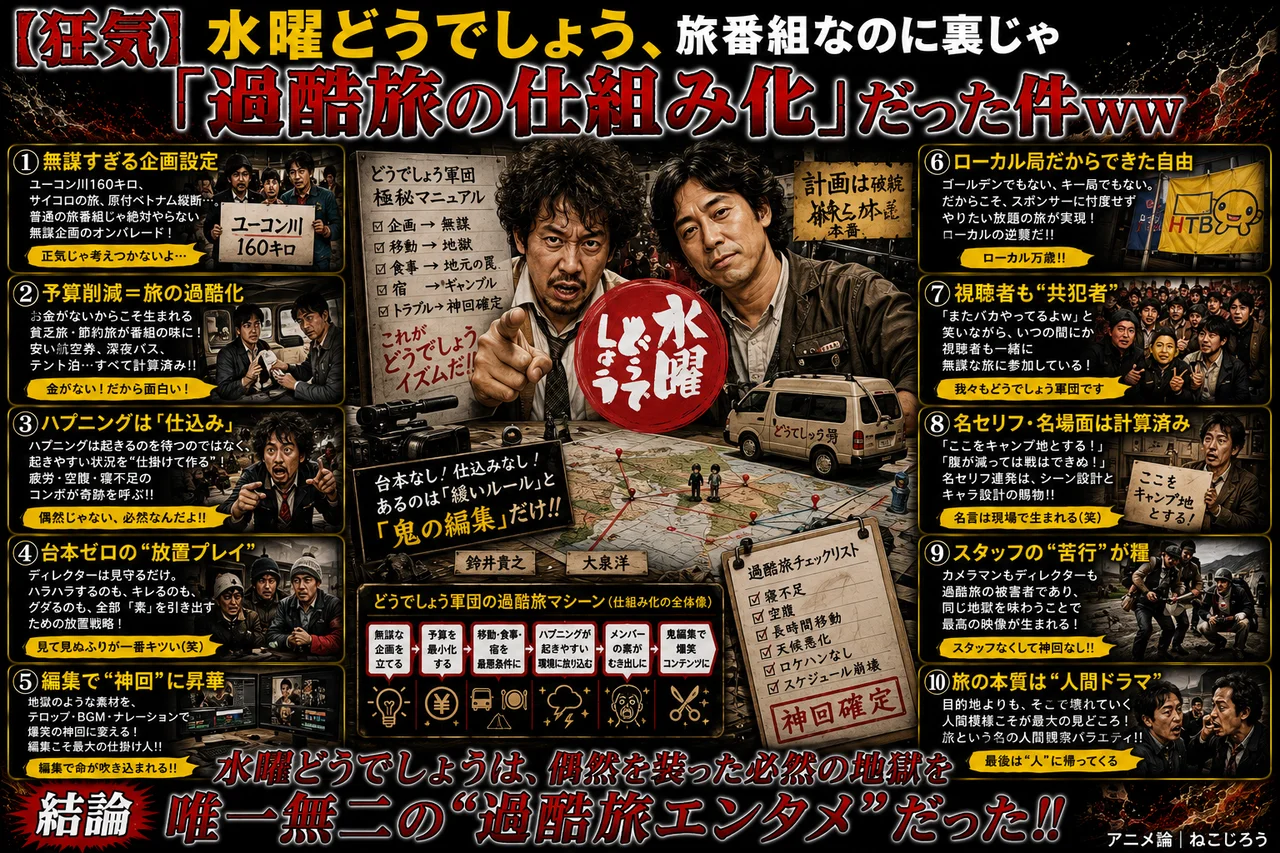 【狂気】水曜どうでしょう、旅番組なのに裏じゃ
「過酷旅の仕組み化」だった件ww
① 無謀すぎる企画設定
ユーコン川160キロ、
サイコロの旅、原付ベトナム縦断…。
普通の旅番組じゃ絶対やらない
無謀企画のオンパレード！
正気じゃ考えつかないよ…
ユーコン川
160キロ
② 予算削減＝旅の過酷化
お金がないからこそ生まれる
貧乏旅・節約旅が番組の味に！
安い航空券、深夜バス、
テント泊…すべて計算済み!!
金がない！だから面白い！
③ ハプニングは「仕込み」
ハプニングは起きるのを待つのではなく、
起きやすい状況を“仕掛けて作る”！
疲労・空腹・寝不足の
コンボが奇跡を呼ぶ!!
偶然じゃない、必然なんだよ!!
④ 台本ゼロの“放置プレイ”
ディレクターは見守るだけ。
ハラハラするのも、キレるのも、
グダるのも、全部「素」を引き出す
ための放置戦略！
見て見ぬふりが一番キツい(笑)
⑤ 編集で“神回”に昇華
地獄のような素材を、
テロップ・BGM・ナレーションで
爆笑の神回に変える！
編集こそ最大の仕掛け人!!
編集で命が吹き込まれる!!
どうでしょう軍団
極秘マニュアル
☑ 企画 → 無謀
☑ 移動 → 地獄
☑ 食事 → 地元の罠
☑ 宿 → ギャンブル
☑ トラブル → 神回確定
これが
どうでしょう
イズムだ!!
計画は破綻
本番
水曜
どうで
しょう
台本なし！仕込みなし！
あるのは「緩いルール」と
「鬼の編集」だけ!!
鈴井貴之
大泉洋
過酷旅チェックリスト
☑ 寝不足
☑ 空腹
☑ 長時間移動
☑ 天候悪化
☑ ロケハンなし
☑ スケジュール崩壊
神回確定
どうでしょう軍団の過酷旅マシーン(仕組み化の全体像)
無謀な
企画を
立てる
予算を
最小化
する
移動・食事・
宿を
最悪条件に
ハプニングが
起きやすい
環境に放り込む
メンバー
の素が
むき出しに
鬼編集で
爆笑
コンテンツに
⑥ ローカル局だからできた自由
ゴールデンでもない、キー局でもない。
だからこそ、スポンサーに忖度せず
やりたい放題の旅が実現！
ローカルの逆襲だ!!
ローカル万歳!!
HTB
⑦ 視聴者も“共犯者”
「またバカやってるよw」と
笑いながら、いつの間にか
視聴者も一緒に
無謀な旅に参加している！
我々もどうでしょう軍団です
⑧ 名セリフ・名場面は計算済み
「ここをキャンプ地とする！」
「腹が減っては戦はできぬ！」
名セリフ連発は、シーン設計と
キャラ設計の賜物!!
名言は現場で生まれる(笑)
ここを
キャンプ地
とする！
⑨ スタッフの“苦行”が糧
カメラマンもディレクターも
過酷旅の被害者であり、
同じ地獄を味わうことで
最高の映像が生まれる！
スタッフなくして神回なし!!
⑩ 旅の本質は“人間ドラマ”
目的地よりも、そこで壊れていく
人間模様こそが最大の見どころ！
旅という名の人間観察バラエティ!!
最後は“人”に帰ってくる
水曜どうでしょうは、偶然を装った必然の地獄を
結論 唯一無二の“過酷旅エンタメ”だった!!
アニメ論｜ねこじろう